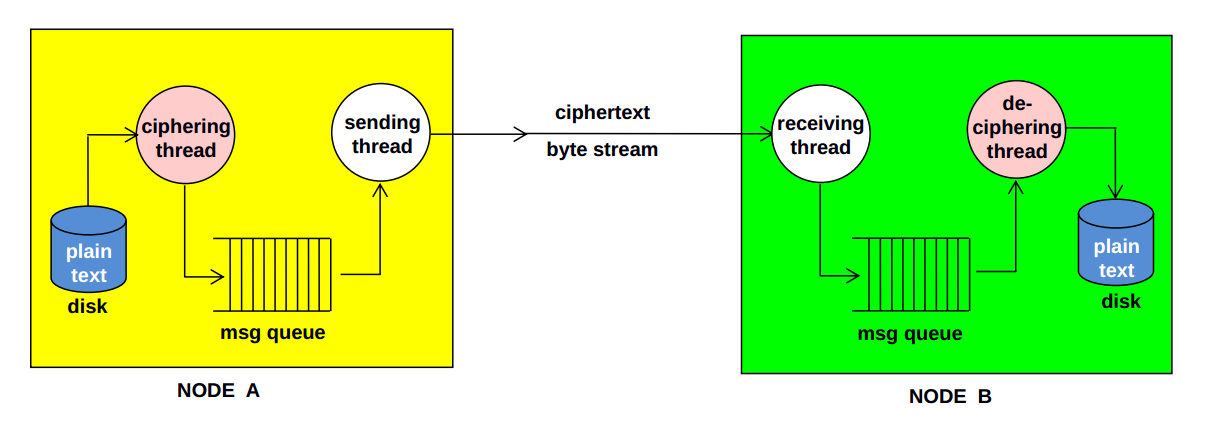 ciphering
thread
sending
thread
plain
text
disk
msg queue
NODE A
ciphertext
byte stream
receiving
thread
de-
ciphering
thread
msg queue
plain
text
disk
NODE B